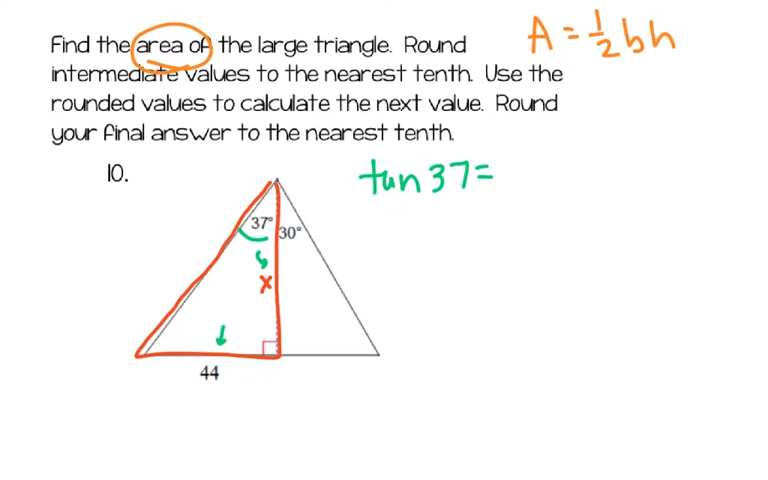 Find the area of the large triangle. Round
intermediate values to the nearest tenth. Use the
rounded values to calculate the next value. Round
your final answer to the nearest tenth.
A = 1/2 bh
10.
tan 37 =
37°
30°
x
44